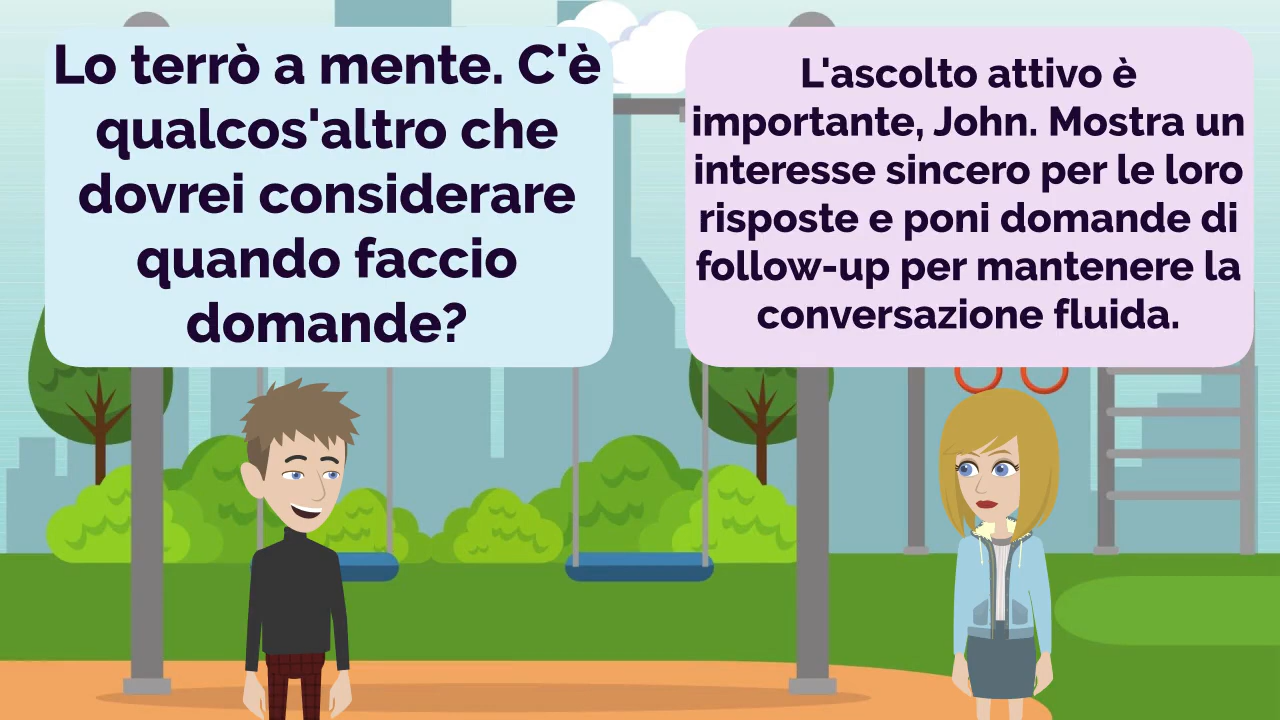 Lo terrò a mente. C'è
qualcos'altro che
dovrei considerare
quando faccio
domande?
L'ascolto attivo è
importante, John. Mostra un
interesse sincero per le loro
risposte e poni domande di
follow-up per mantenere la
conversazione fluida.